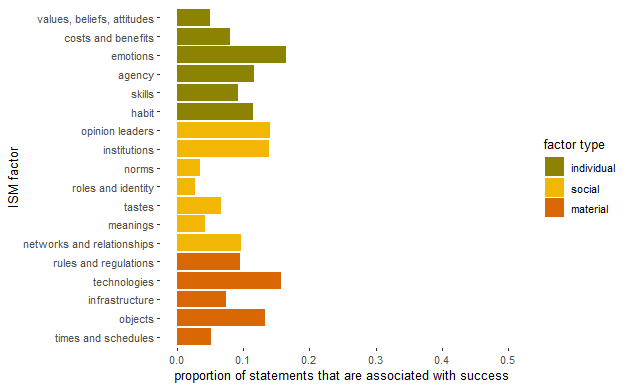 values, beliefs, attitudes
costs and benefits
emotions
agency
skills
habit
opinion leaders
institutions
norms
roles and identity
tastes
meanings
networks and relationships
rules and regulations
technologies
infrastructure
objects
times and schedules
ISM factor
0.0 0.1 0.2 0.3 0.4 0.5
proportion of statements that are associated with success
factor type
individual
social
material